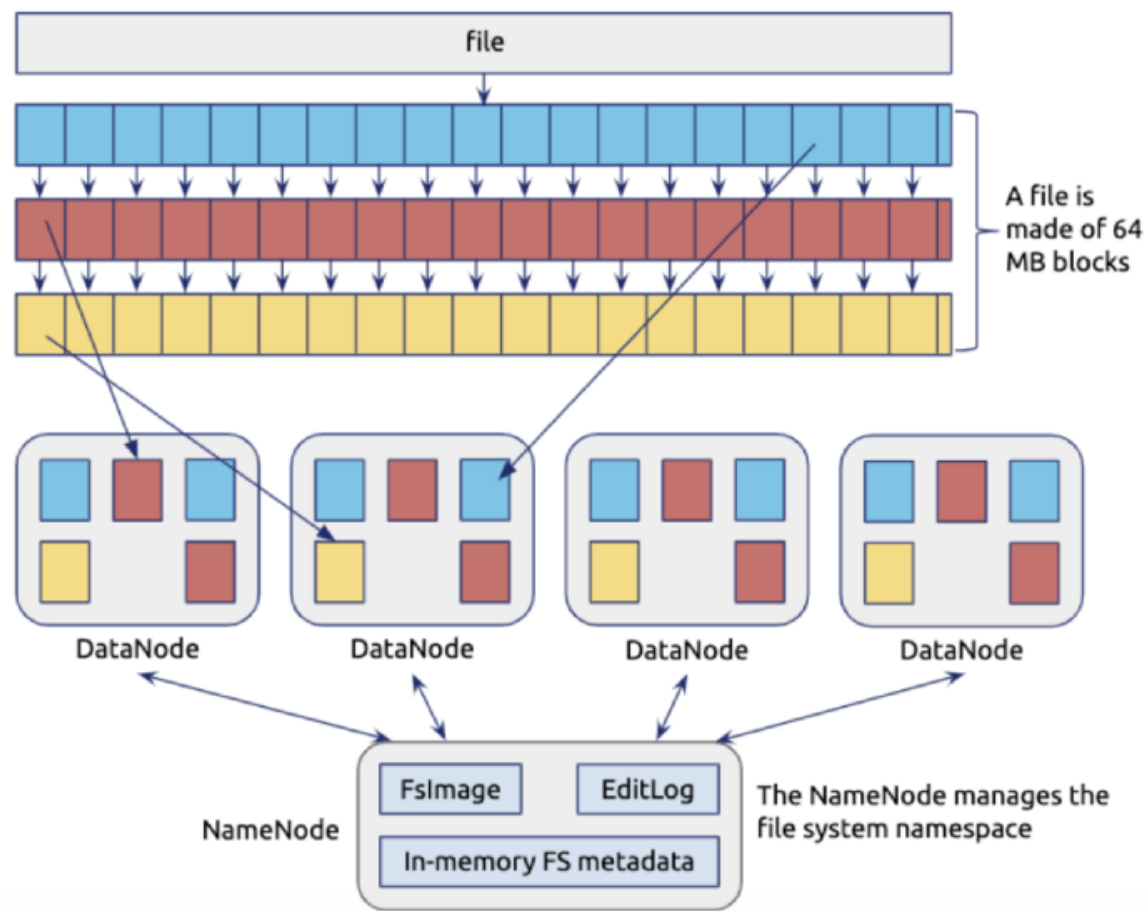 file
A file is
made of 64
MB blocks
DataNode
DataNode
DataNode
DataNode
FsImage
EditLog
NameNode
In-memory FS metadata
The NameNode manages the
file system namespace